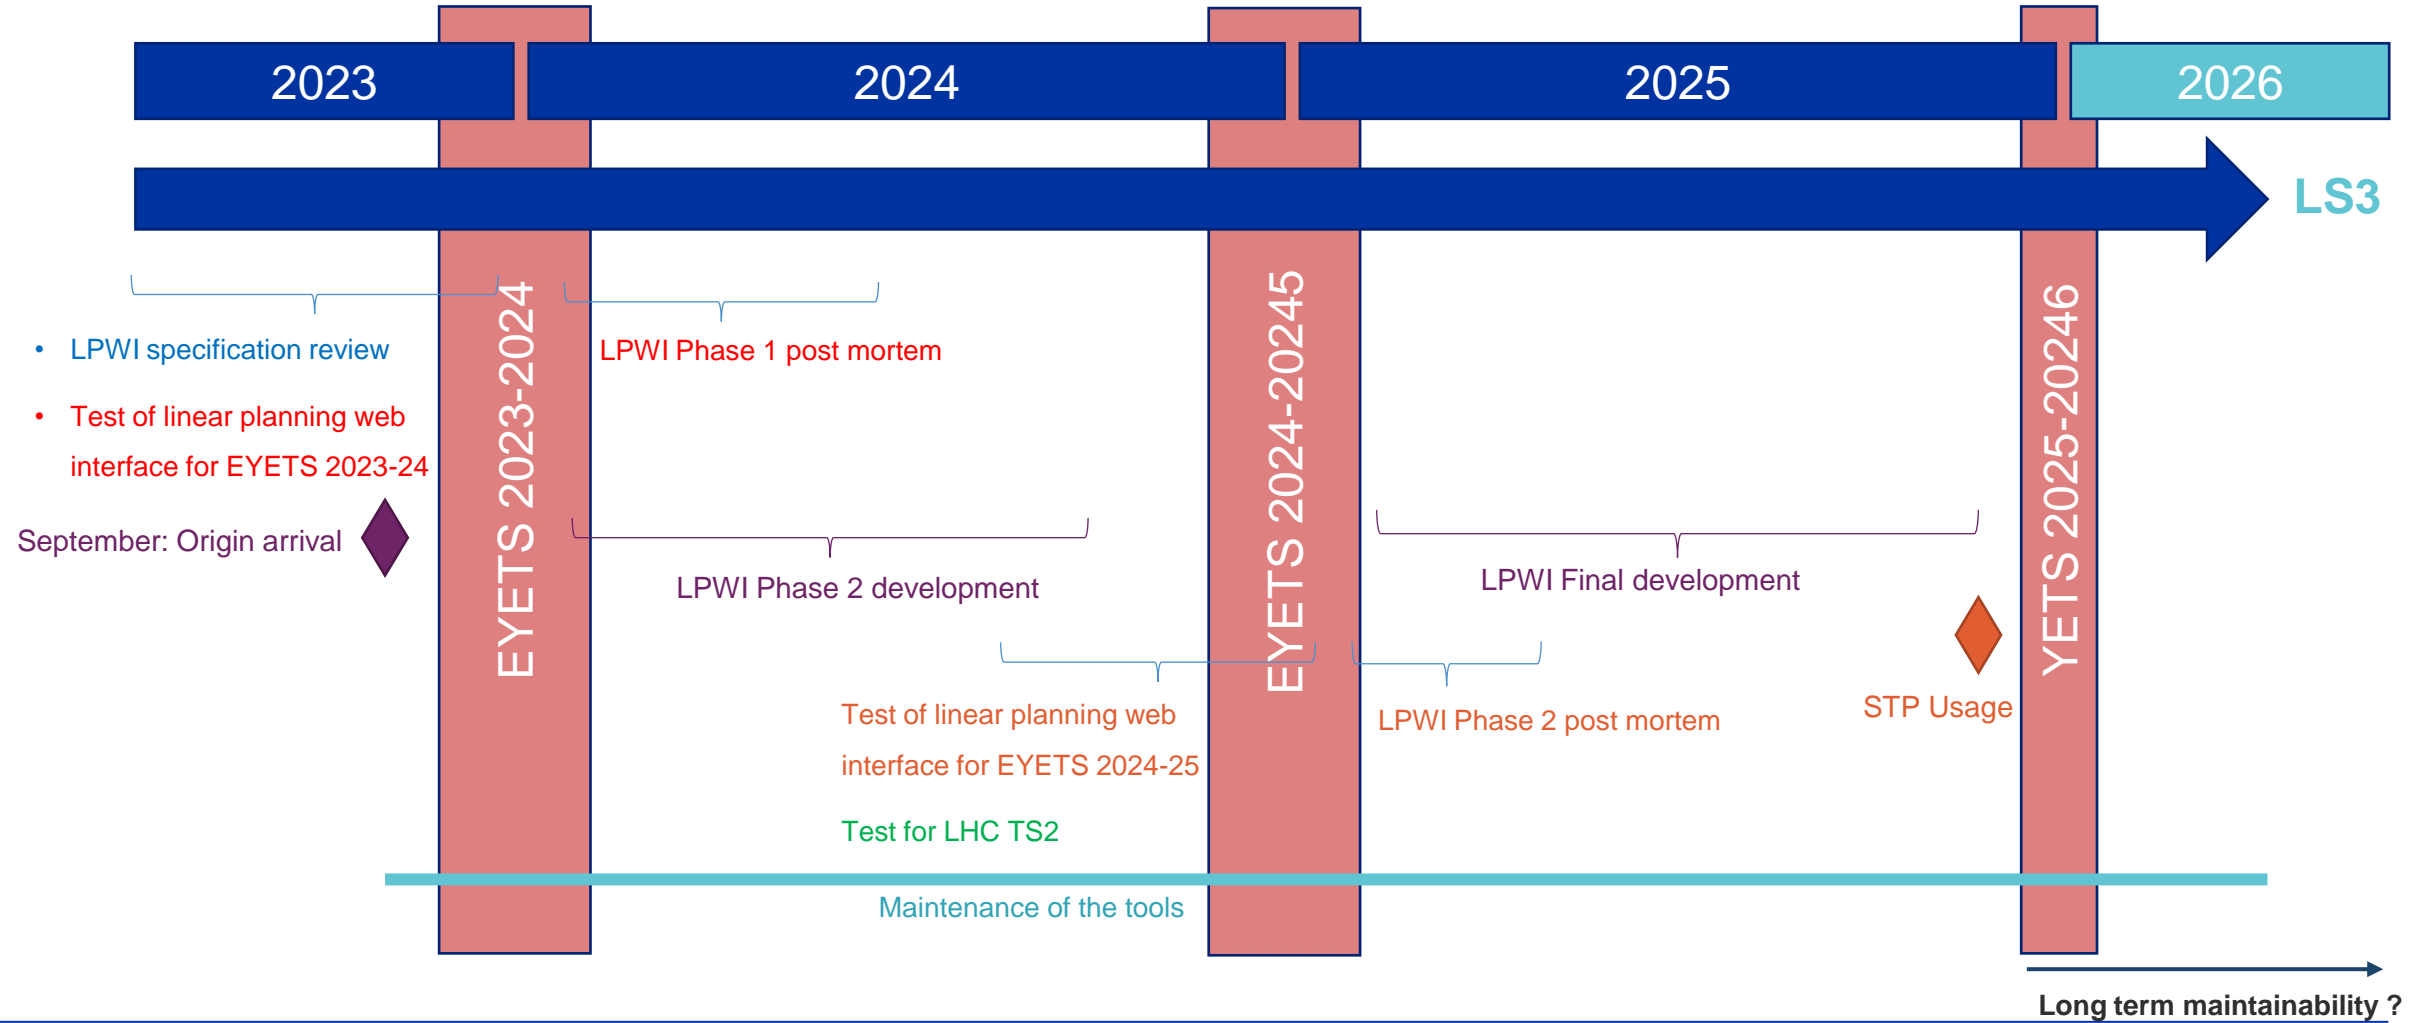 2023
2024
2025
2026
LS3
EYETS 2023-2024
EYETS 2024-20245
YETS 2025-20246
• LPWI specification review
• Test of linear planning web
interface for EYETS 2023-24
September: Origin arrival
LPWI Phase 1 post mortem
LPWI Phase 2 development
LPWI Final development
Test of linear planning web
interface for EYETS 2024-25
Test for LHC TS2
LPWI Phase 2 post mortem
STP Usage
Maintenance of the tools
Long term maintainability ?